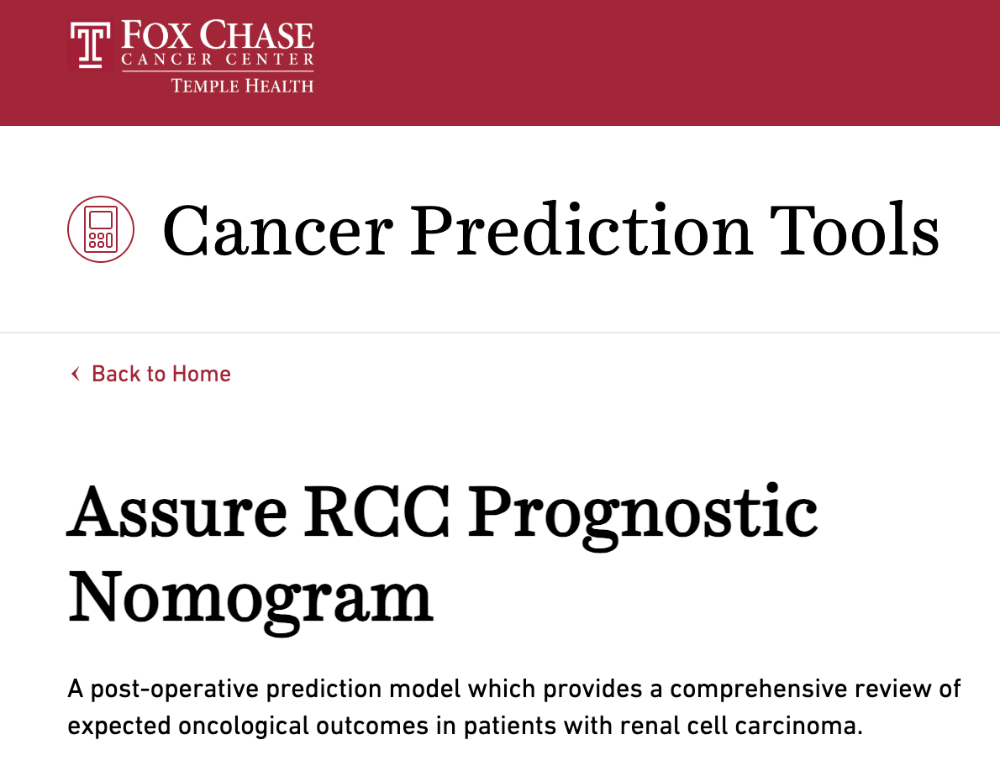 FOX CHASE
CANCER CENTER
TEMPLE HEALTH
Cancer Prediction Tools
Back to Home
Assure RCC Prognostic
Nomogram
A post-operative prediction model which provides a comprehensive review of
expected oncological outcomes in patients with renal cell carcinoma.